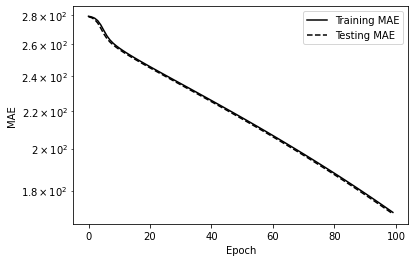 2.8 × 10²
2.6 × 10²
2.4 × 10²
2.2 × 10²
2 × 10²
1.8 × 10²
MAE
Training MAE
Testing MAE
0
20
40
60
80
100
Epoch